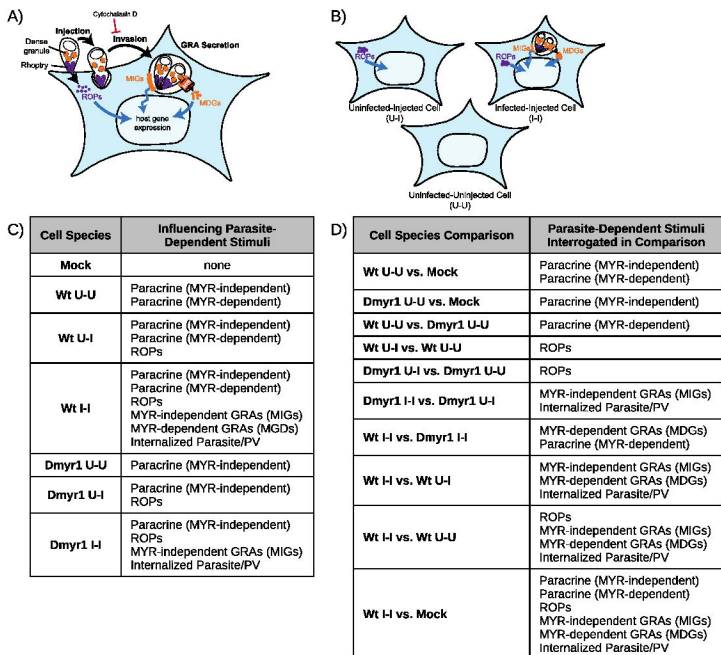 A)
Cytochalasin D
Injection
Invasion
GRA Secretion
Dense
granule
Rhoptry
ROPs
MIGs
MDGs
host gene
expression
B)
ROPs
Uninfected-Injected Cell
(U-I)
MIGs
MDGs
ROPs
Infected-Injected Cell
(I-I)
Uninfected-Uninjected Cell
(U-U)
C)
Cell Species
Influencing Parasite-
Dependent Stimuli
Mock
none
Wt U-U
Paracrine (MYR-independent)
Paracrine (MYR-dependent)
Wt U-I
Paracrine (MYR-independent)
Paracrine (MYR-dependent)
ROPs
Wt I-I
Paracrine (MYR-independent)
Paracrine (MYR-dependent)
ROPs
MYR-independent GRAs (MIGs)
MYR-dependent GRAs (MGDs)
Internalized Parasite/PV
Dmyr1 U-U
Paracrine (MYR-independent)
Dmyr1 U-I
Paracrine (MYR-independent)
ROPs
Dmyr1 I-I
Paracrine (MYR-independent)
ROPs
MYR-independent GRAs (MIGs)
Internalized Parasite/PV
D)
Cell Species Comparison
Parasite-Dependent Stimuli
Interrogated in Comparison
Wt U-U vs. Mock
Paracrine (MYR-independent)
Paracrine (MYR-dependent)
Dmyr1 U-U vs. Mock
Paracrine (MYR-independent)
Wt U-U vs. Dmyr1 U-U
Paracrine (MYR-dependent)
Wt U-I vs. Wt U-U
ROPs
Dmyr1 U-I vs. Dmyr1 U-U
ROPs
Dmyr1 I-I vs. Dmyr1 U-I
MYR-independent GRAs (MIGs)
Internalized Parasite/PV
Wt I-I vs. Dmyr1 I-I
MYR-dependent GRAs (MDGs)
Paracrine (MYR-dependent)
Wt I-I vs. Wt U-I
MYR-independent GRAs (MIGs)
MYR-dependent GRAs (MDGs)
Internalized Parasite/PV
Wt I-I vs. Wt U-U
ROPs
MYR-independent GRAs (MIGs)
MYR-dependent GRAs (MDGs)
Internalized Parasite/PV
Wt I-I vs. Mock
Paracrine (MYR-independent)
Paracrine (MYR-dependent)
ROPs
MYR-independent GRAs (MIGs)
MYR-dependent GRAs (MDGs)
Internalized Parasite/PV